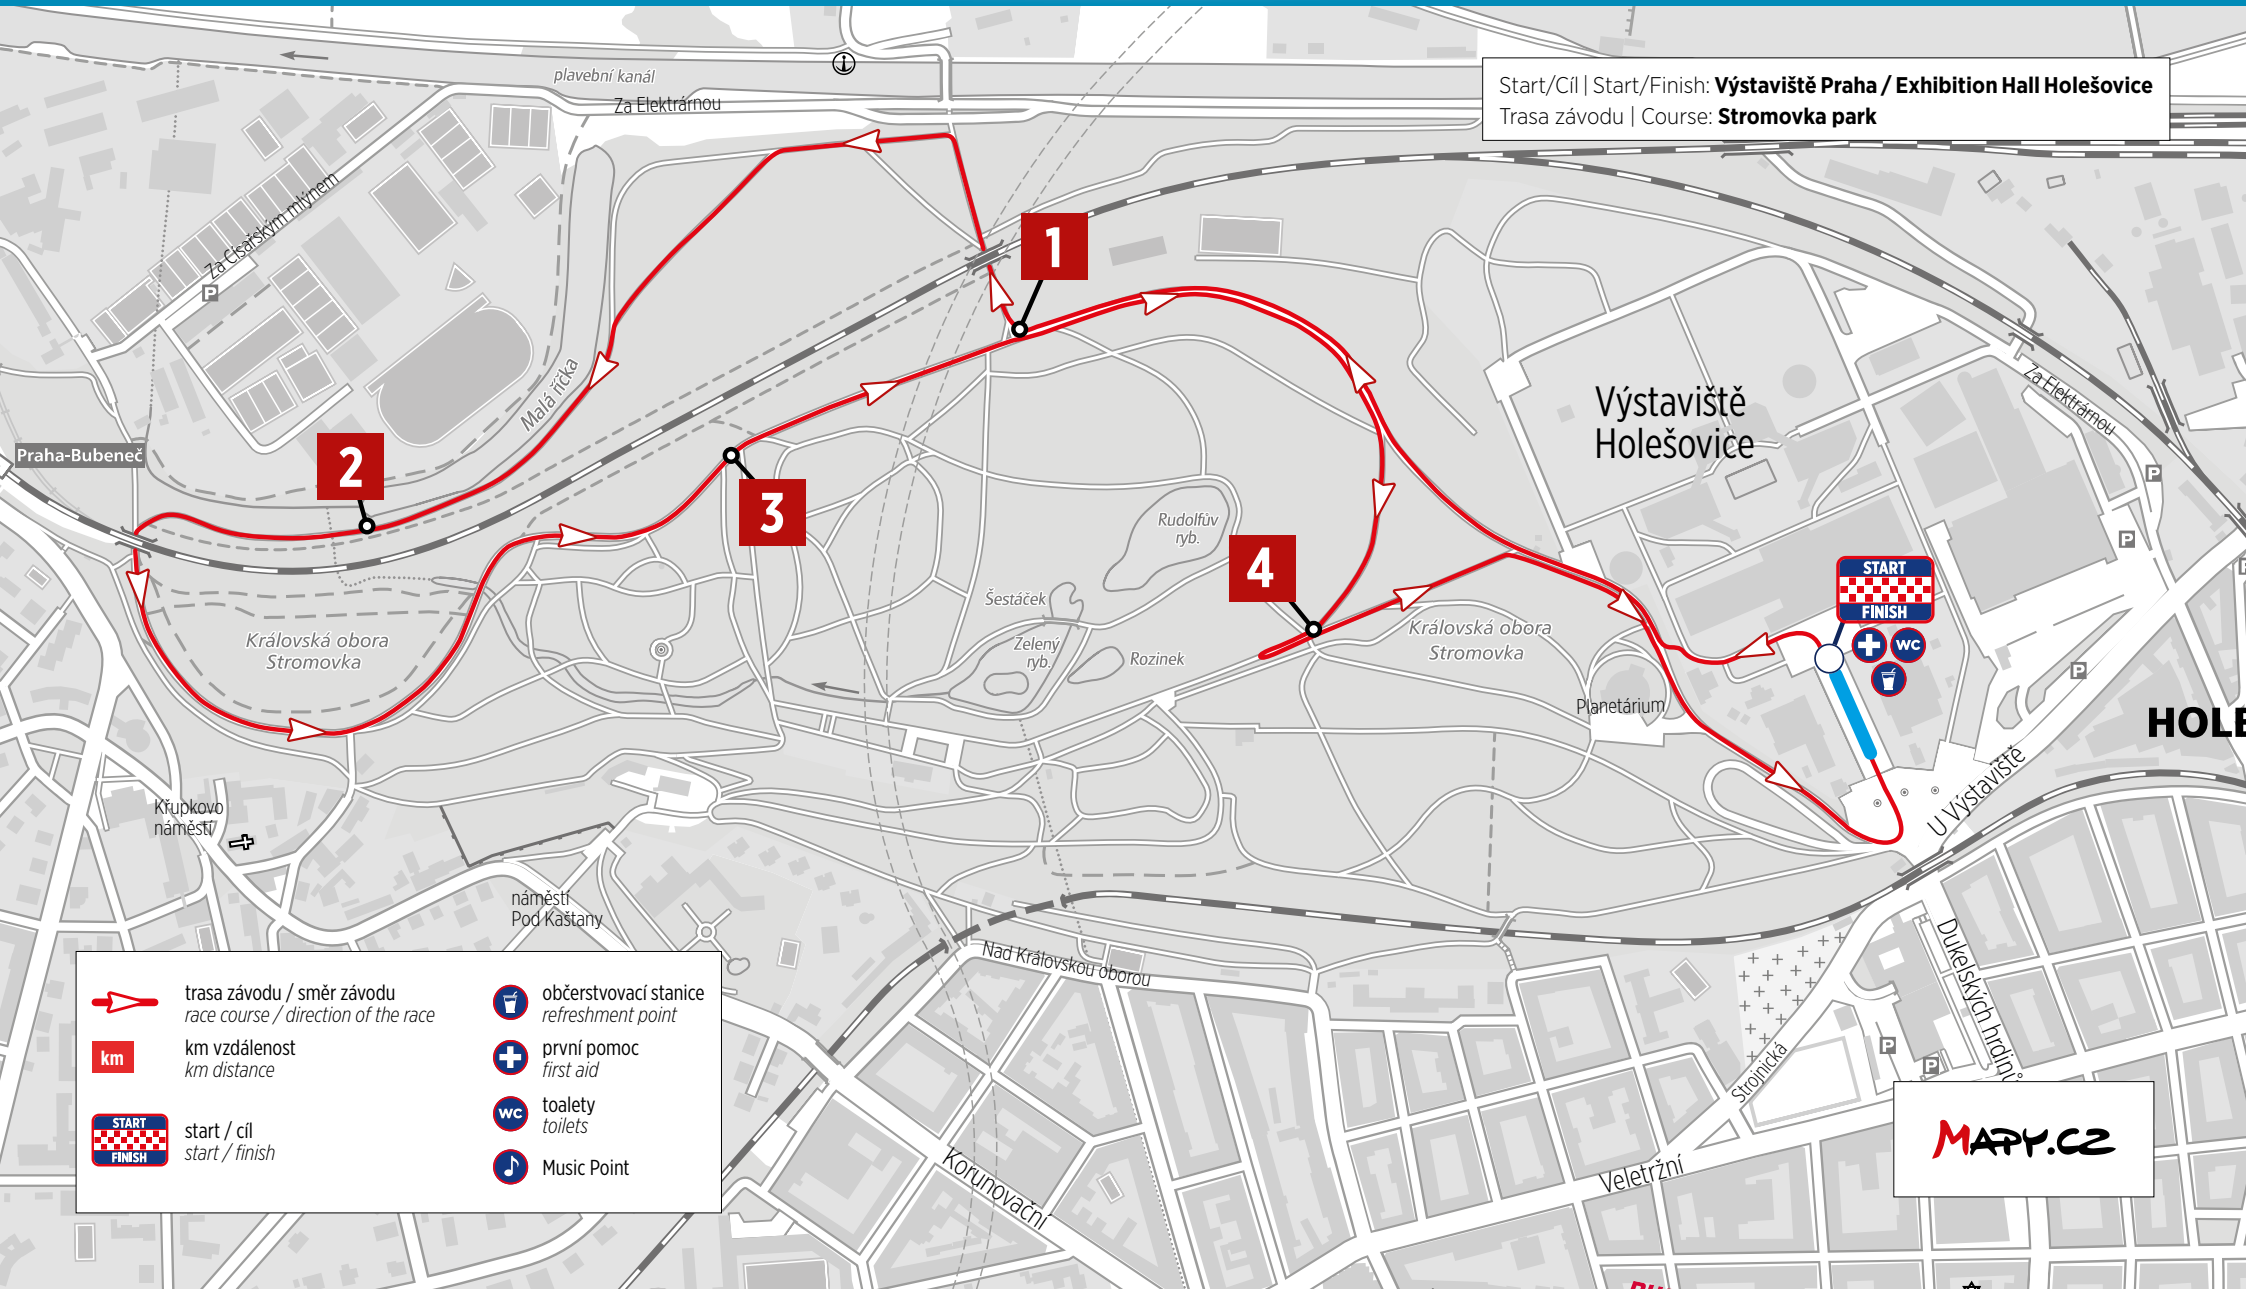 Start/Cíl | Start/Finish: Výstaviště Praha / Exhibition Hall Holešovice
Trasa závodu | Course: Stromovka park
plavební kanál
Za Elektrárnou
Za Císařským mlýnem
P
1
Malá říčka
Výstaviště
Holešovice
Za Elektrárnou
Praha-Bubeneč
2
3
P
Rudolfův
ryb.
P
4
START
FINISH
Šestáček
Královská obora
Stromovka
Zelený
ryb.
Rozinek
Královská obora
Stromovka
WC
P
Planetárium
HOLE
U Výstaviště
Křupkovo
náměstí
náměstí
Pod Kaštany
Nad Královskou oborou
Dukelských hrdinů
Strojnická
P
P
Korunovační
Veletržní
trasa závodu / směr závodu
race course / direction of the race
km
km vzdálenost
km distance
START
FINISH
start / cíl
start / finish
občerstvovací stanice
refreshment point
první pomoc
first aid
WC
toalety
toilets
Music Point
MAPY.CZ